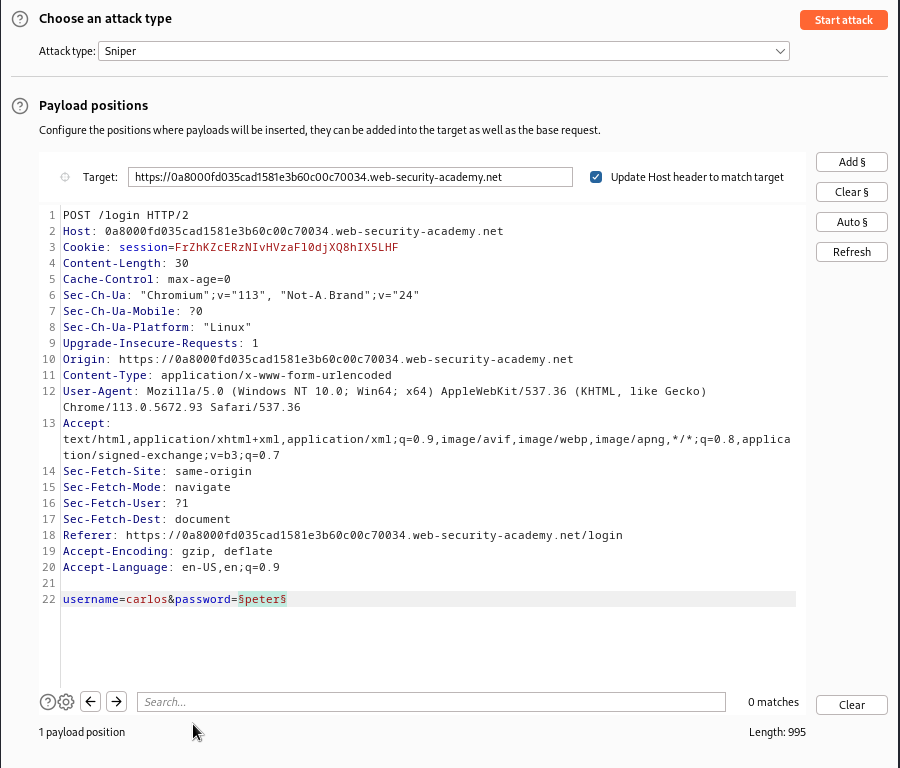 Choose an attack type
Start attack
Attack type: Sniper
Payload positions
Configure the positions where payloads will be inserted, they can be added into the target as well as the base request.
Add §
Target: https://0a8000fd035cad1581e3b60c00c70034.web-security-academy.net
Update Host header to match target
Clear §
Auto §
Refresh
1 POST /login HTTP/2
2 Host: 0a8000fd035cad1581e3b60c00c70034.web-security-academy.net
3 Cookie: session=FrZhKZcERzNIvHVzaFl0djXQ8hIX5LHF
4 Content-Length: 30
5 Cache-Control: max-age=0
6 Sec-Ch-Ua: "Chromium";v="113", "Not-A.Brand";v="24"
7 Sec-Ch-Ua-Mobile: ?0
8 Sec-Ch-Ua-Platform: "Linux"
9 Upgrade-Insecure-Requests: 1
10 Origin: https://0a8000fd035cad1581e3b60c00c70034.web-security-academy.net
11 Content-Type: application/x-www-form-urlencoded
12 User-Agent: Mozilla/5.0 (Windows NT 10.0; Win64; x64) AppleWebKit/537.36 (KHTML, like Gecko)
Chrome/113.0.5672.93 Safari/537.36
13 Accept:
text/html,application/xhtml+xml,application/xml;q=0.9,image/avif,image/webp,image/apng,*/*;q=0.8,applica
tion/signed-exchange;v=b3;q=0.7
14 Sec-Fetch-Site: same-origin
15 Sec-Fetch-Mode: navigate
16 Sec-Fetch-User: ?1
17 Sec-Fetch-Dest: document
18 Referer: https://0a8000fd035cad1581e3b60c00c70034.web-security-academy.net/login
19 Accept-Encoding: gzip, deflate
20 Accept-Language: en-US,en;q=0.9
21
22 username=carlos&password=§peter§
Search...
0 matches
Clear
1 payload position
Length: 995